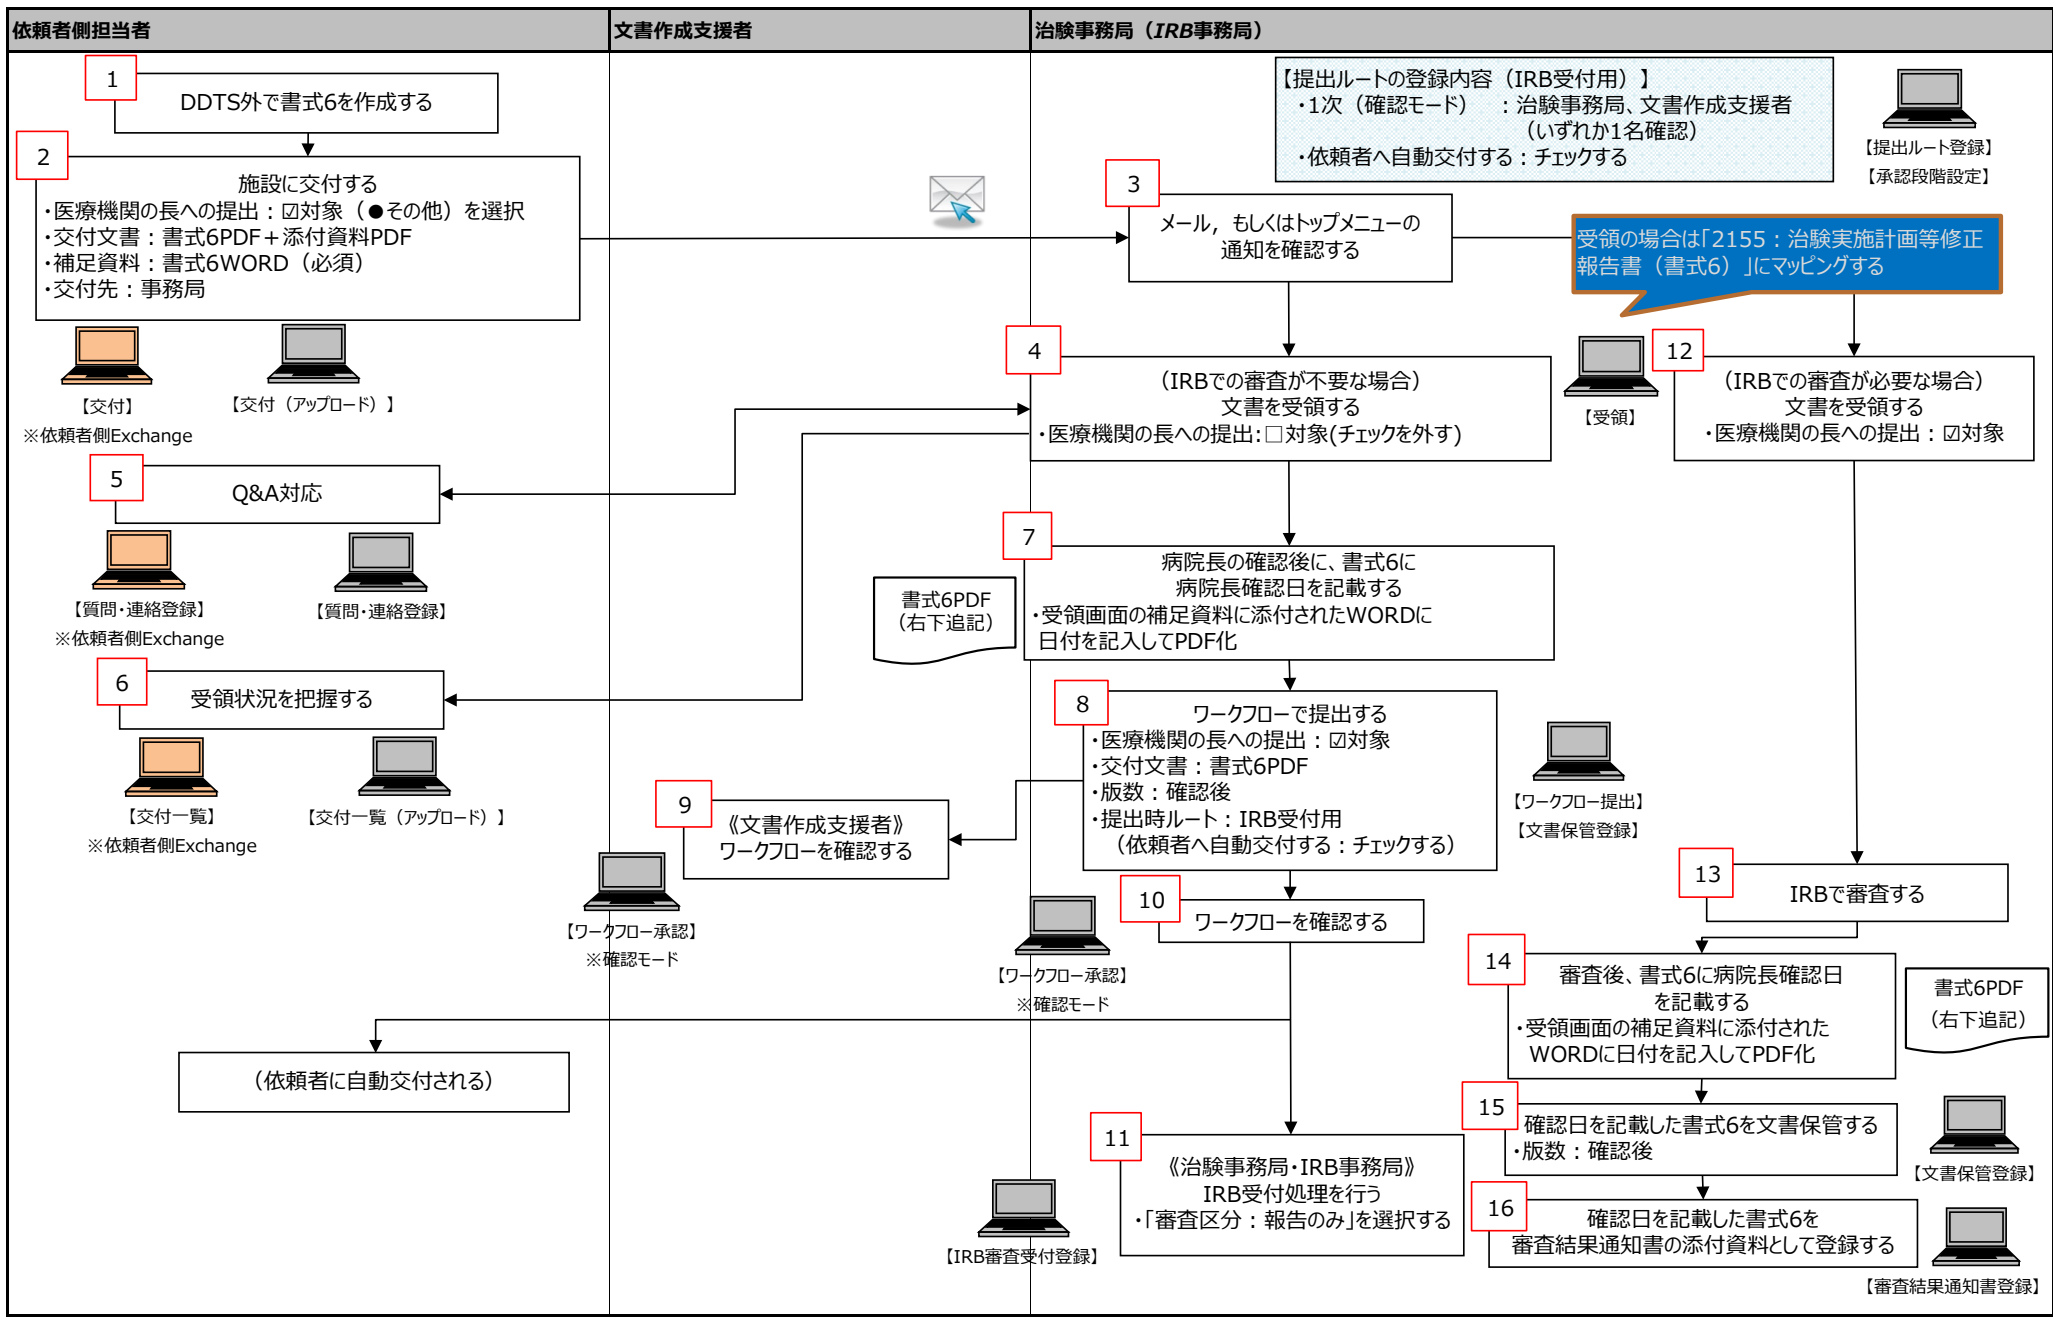 依頼者側担当者
文書作成支援者
治験事務局（IRB事務局）
1
DDTS外で書式6を作成する
2
施設に交付する
・医療機関の長への提出：☑対象（●その他）を選択
・交付文書：書式6PDF＋添付資料PDF
・補足資料：書式6WORD（必須）
・交付先：事務局
【交付】
※依頼者側Exchange
【交付（アップロード）】
【提出ルートの登録内容（IRB受付用）】
・1次（確認モード）　：治験事務局、文書作成支援者
（いずれか1名確認）
・依頼者へ自動交付する：チェックする
【提出ルート登録】
【承認段階設定】
3
メール，もしくはトップメニューの
通知を確認する
受領の場合は「2155：治験実施計画等修正
報告書（書式6）」にマッピングする
4
（IRBでの審査が不要な場合）
文書を受領する
・医療機関の長への提出:□対象(チェックを外す)
【受領】
12
（IRBでの審査が必要な場合）
文書を受領する
・医療機関の長への提出：☑対象
5
Q&A対応
【質問・連絡登録】
※依頼者側Exchange
【質問・連絡登録】
6
受領状況を把握する
【交付一覧】
※依頼者側Exchange
【交付一覧（アップロード）】
7
病院長の確認後に、書式6に
病院長確認日を記載する
・受領画面の補足資料に添付されたWORDに
日付を記入してPDF化
書式6PDF
（右下追記）
8
ワークフローで提出する
・医療機関の長への提出：☑対象
・交付文書：書式6PDF
・版数：確認後
・提出時ルート：IRB受付用
（依頼者へ自動交付する：チェックする）
【ワークフロー提出】
【文書保管登録】
9
《文書作成支援者》
ワークフローを確認する
【ワークフロー承認】
※確認モード
10
ワークフローを確認する
【ワークフロー承認】
※確認モード
（依頼者に自動交付される）
11
《治験事務局・IRB事務局》
IRB受付処理を行う
・「審査区分：報告のみ」を選択する
【IRB審査受付登録】
13
IRBで審査する
14
審査後、書式6に病院長確認日
を記載する
・受領画面の補足資料に添付された
WORDに日付を記入してPDF化
書式6PDF
（右下追記）
15
確認日を記載した書式6を文書保管する
・版数：確認後
【文書保管登録】
16
確認日を記載した書式6を
審査結果通知書の添付資料として登録する
【審査結果通知書登録】